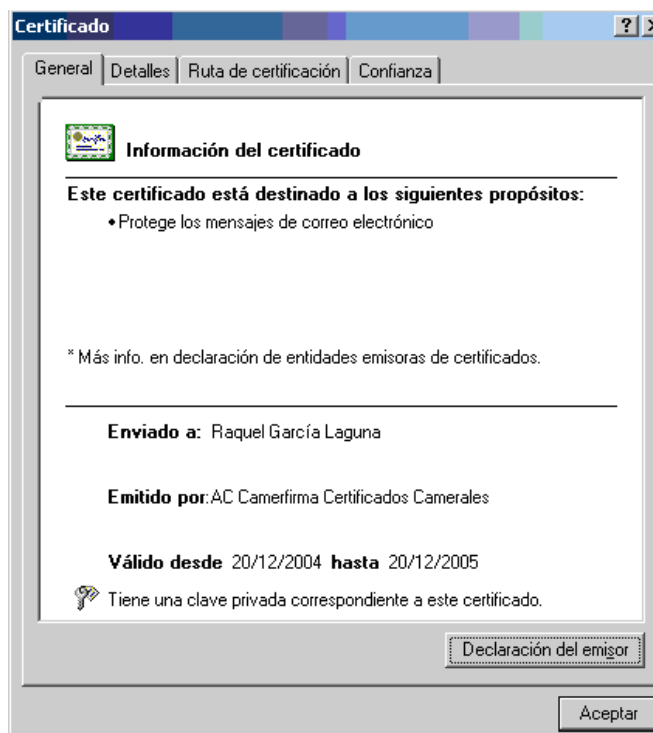 Certificado
General Detalles Ruta de certificación Confianza
Información del certificado
Este certificado está destinado a los siguientes propósitos:
•Protege los mensajes de correo electrónico
* Más info. en declaración de entidades emisoras de certificados.
Enviado a: Raquel García Laguna
Emitido por: AC Camerfirma Certificados Camerales
Válido desde 20/12/2004 hasta 20/12/2005
Tiene una clave privada correspondiente a este certificado.
Declaración del emisor
Aceptar